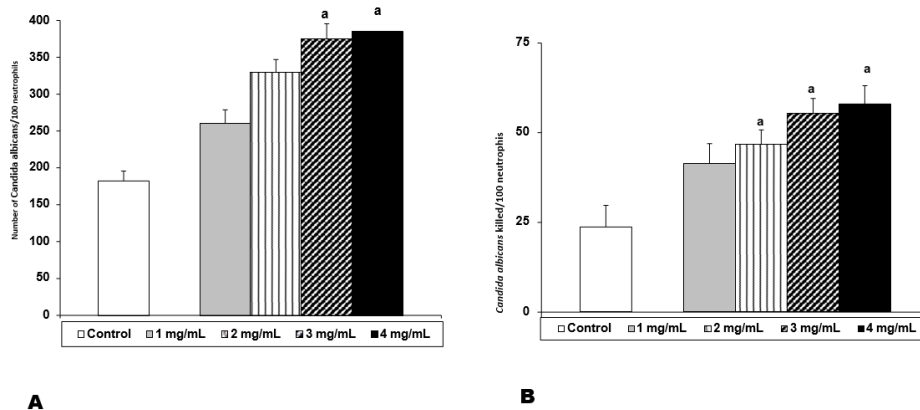 Number of Candida albicans/100 neutrophils
400
350
300
250
200
150
100
50
0
a
a
Control
1 mg/mL
2 mg/mL
3 mg/mL
4 mg/mL
A
Candida albicans killed/100 neutrophis
75
50
25
0
a
a
a
Control
1 mg/mL
2 mg/mL
3 mg/mL
4 mg/mL
B